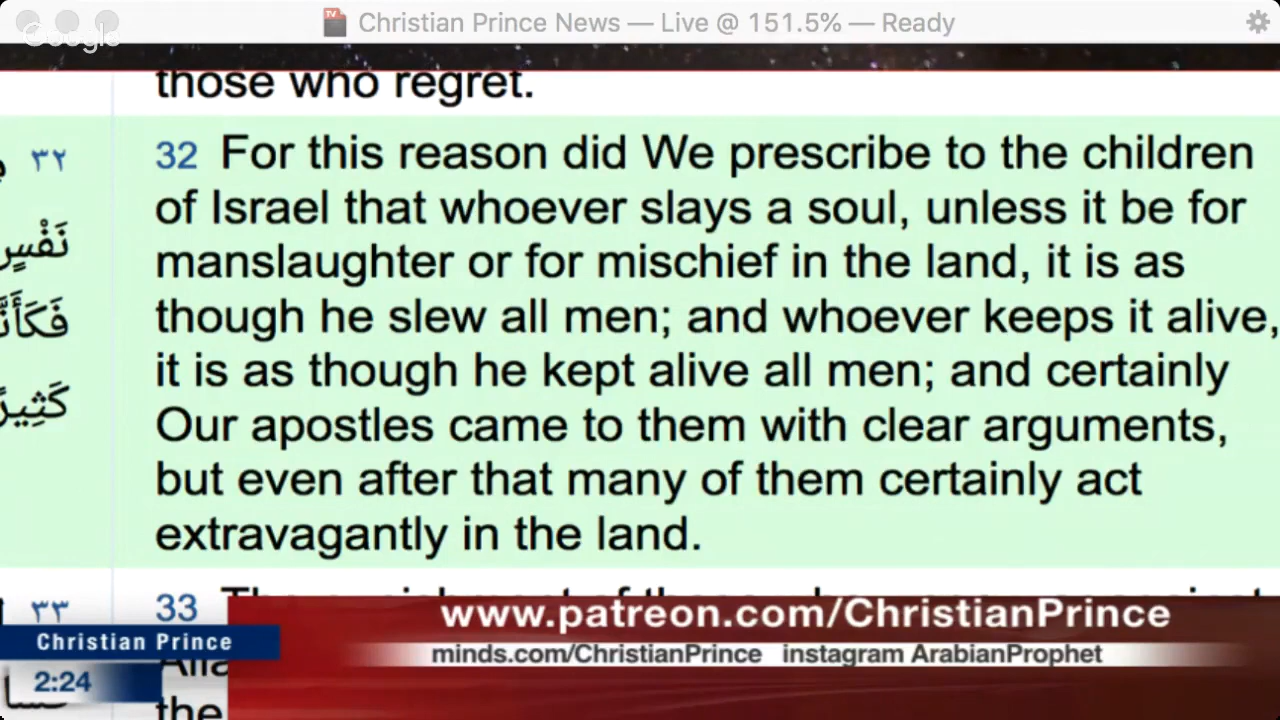 Christian Prince News — Live @ 151.5% — Ready
Google
those who regret.
٣٢
32 For this reason did We prescribe to the children
of Israel that whoever slays a soul, unless it be for
نَفْسٍ
manslaughter or for mischief in the land, it is as
though he slew all men; and whoever keeps it alive,
it is as though he kept alive all men; and certainly
Our apostles came to them with clear arguments,
but even after that many of them certainly act
extravagantly in the land.
٣٣
33
www.patreon.com/ChristianPrince
Christian Prince
minds.com/ChristianPrince instagram ArabianProphet
2:24
the